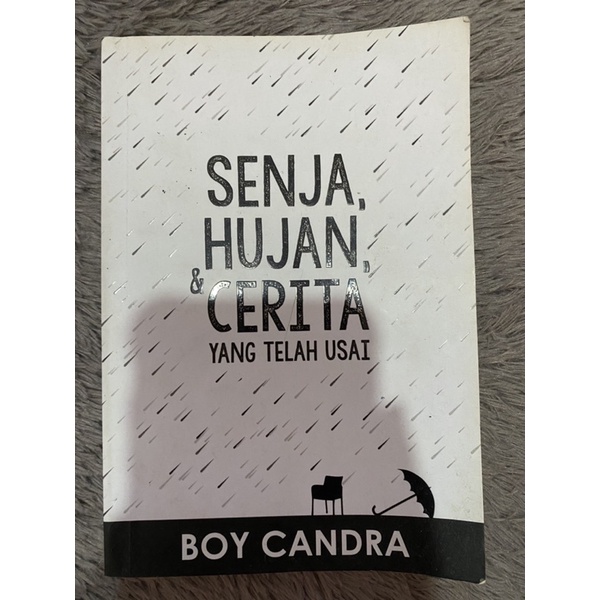 SENJA,
HUJAN,
& CERITA
YANG TELAH USAI
BOY CANDRA